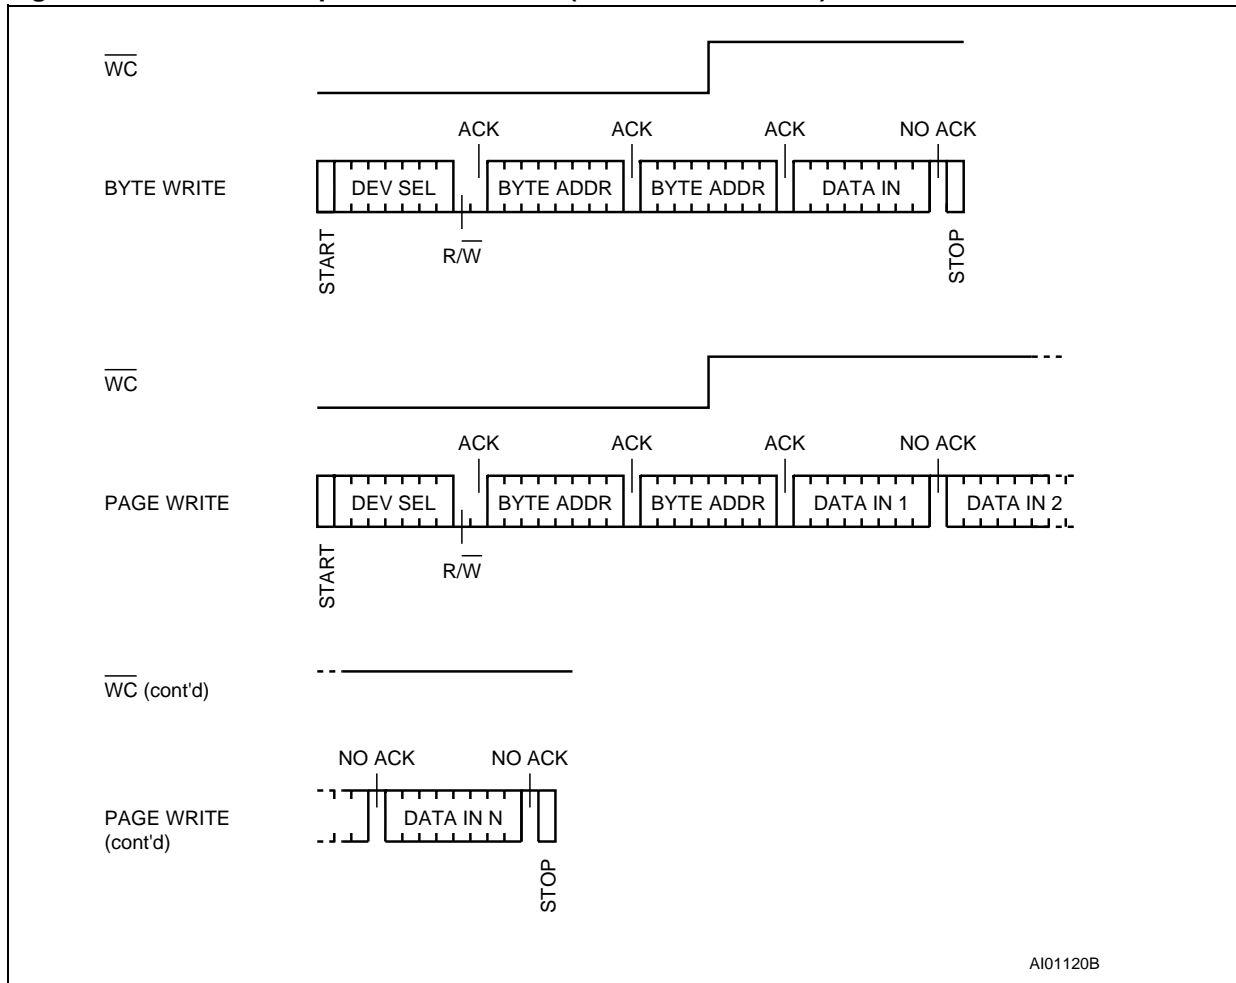 WC
ACK ACK ACK NO ACK
BYTE WRITE DEV SEL BYTE ADDR BYTE ADDR DATA IN
START R/W STOP
WC
ACK ACK ACK NO ACK
PAGE WRITE DEV SEL BYTE ADDR BYTE ADDR DATA IN 1 DATA IN 2
START R/W
WC (cont'd)
NO ACK NO ACK
PAGE WRITE DATA IN N
(cont'd)
STOP
AI01120B